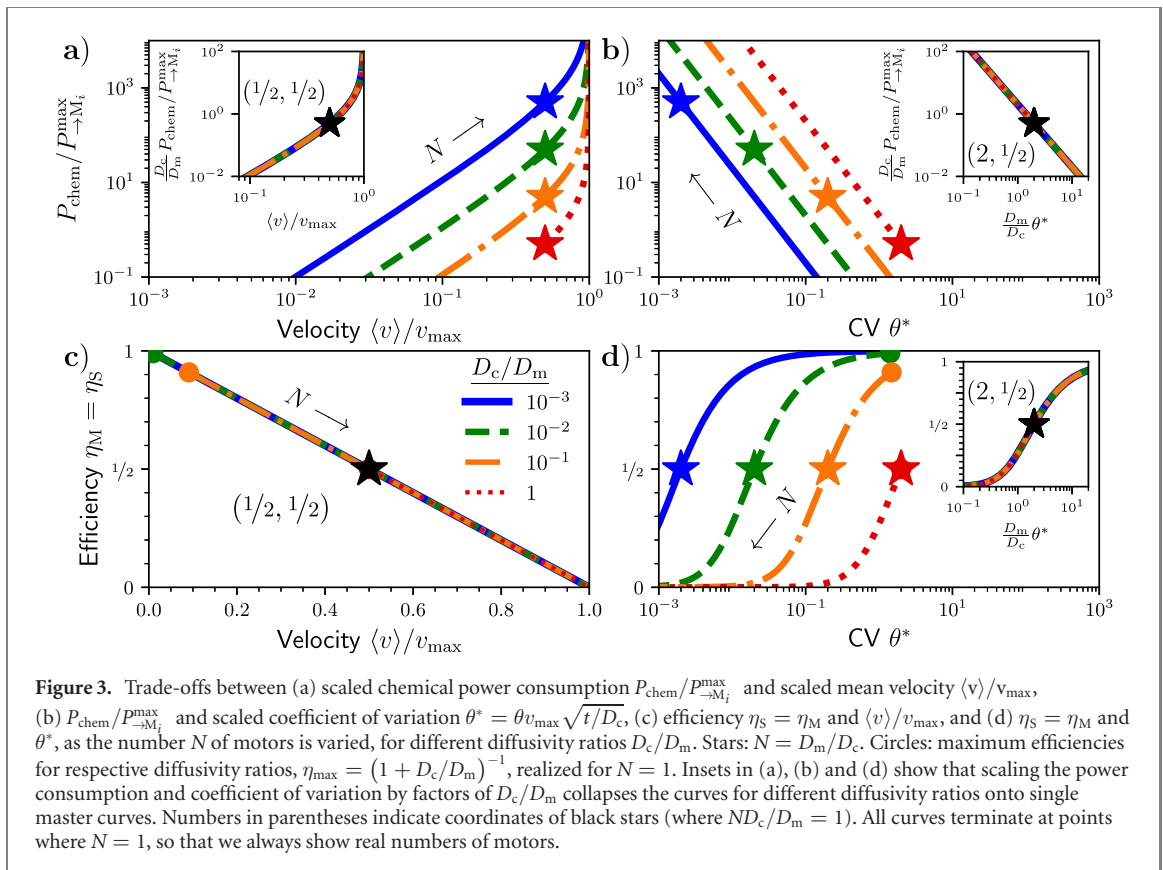 a)
P_chem/P^max_→M_i
10^3
10^1
10^-1
10^-3
10^-2
10^-1
10^0
Velocity ⟨v⟩/v_max
N →
D_c/D_m P_chem/P^max_→M_i
10^2
10^0
10^-2
(1/2, 1/2)
10^-1
10^0
⟨v⟩/v_max
b)
← N
10^-3
10^-1
10^1
10^3
CV θ*
D_c/D_m P_chem/P^max_→M_i
10^2
10^0
10^-2
(2, 1/2)
10^0
10^1
D_m/D_c θ*
c)
Efficiency η_M = η_S
1
1/2
0
N →
(1/2, 1/2)
D_c/D_m
10^-3
10^-2
10^-1
1
0.0
0.2
0.4
0.6
0.8
1.0
Velocity ⟨v⟩/v_max
d)
← N
10^-3
10^-1
10^1
10^3
CV θ*
1
1/2
0
(2, 1/2)
10^-1
10^0
10^1
D_m/D_c θ*
Figure 3. Trade-offs between (a) scaled chemical power consumption P_chem/P^max_→M_i and scaled mean velocity ⟨v⟩/v_max,
(b) P_chem/P^max_→M_i and scaled coefficient of variation θ* = θv_max√(t/D_c), (c) efficiency η_S = η_M and ⟨v⟩/v_max, and (d) η_S = η_M and
θ*, as the number N of motors is varied, for different diffusivity ratios D_c/D_m. Stars: N = D_m/D_c. Circles: maximum efficiencies
for respective diffusivity ratios, η_max = (1 + D_c/D_m)^-1, realized for N = 1. Insets in (a), (b) and (d) show that scaling the power
consumption and coefficient of variation by factors of D_c/D_m collapses the curves for different diffusivity ratios onto single
master curves. Numbers in parentheses indicate coordinates of black stars (where ND_c/D_m = 1). All curves terminate at points
where N = 1, so that we always show real numbers of motors.